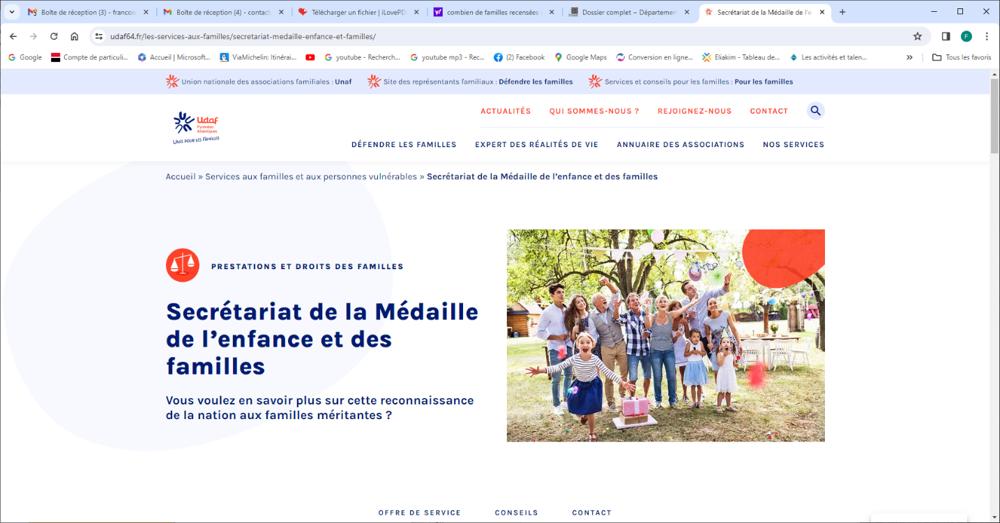 Boîte de réception (3) - francois
Boîte de réception (4) - contact
Télécharger un fichier | iLovePD
combien de familles recensées
Dossier complet − Départemen
Secrétariat de la Médaille de l'e
udaf64.fr/les-services-aux-familles/secretariat-medaille-enfance-et-familles/
F
Google
Compte de particuli...
Accueil | Microsoft...
ViaMichelin: Itinérai...
youtube - Recherch...
youtube mp3 - Rec...
(2) Facebook
Google Maps
Conversion en ligne...
Eliakim - Tableau de...
Les activités et talen...
»
Tous les favoris
Union nationale des associations familiales : Unaf
Site des représentants familiaux : Défendre les familles
Services et conseils pour les familles : Pour les familles
Udaf
Pyrénées-
Atlantiques
Unis pour les familles
ACTUALITÉS
QUI SOMMES-NOUS ?
REJOIGNEZ-NOUS
CONTACT
DÉFENDRE LES FAMILLES
EXPERT DES RÉALITÉS DE VIE
ANNUAIRE DES ASSOCIATIONS
NOS SERVICES
Accueil » Services aux familles et aux personnes vulnérables » Secrétariat de la Médaille de l'enfance et des familles
PRESTATIONS ET DROITS DES FAMILLES
Secrétariat de la Médaille
de l'enfance et des
familles
Vous voulez en savoir plus sur cette reconnaissance
de la nation aux familles méritantes ?
OFFRE DE SERVICE
CONSEILS
CONTACT